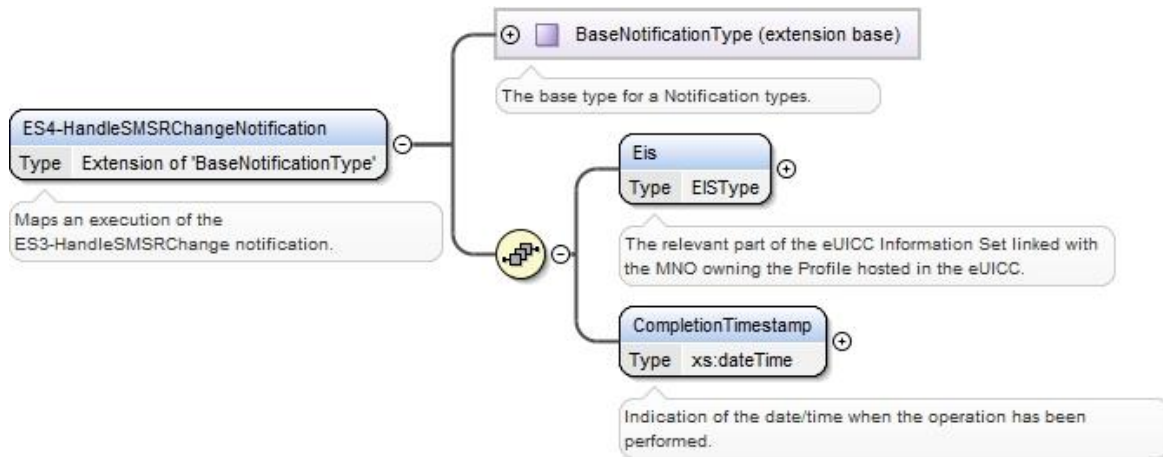 BaseNotificationType (extension base)
The base type for a Notification types.
ES4-HandleSMSRChangeNotification
Type Extension of 'BaseNotificationType'
Maps an execution of the
ES3-HandleSMSRChange notification.
Eis
Type EISType
The relevant part of the eUICC Information Set linked with
the MNO owning the Profile hosted in the eUICC.
CompletionTimestamp
Type xs:dateTime
Indication of the date/time when the operation has been
performed.